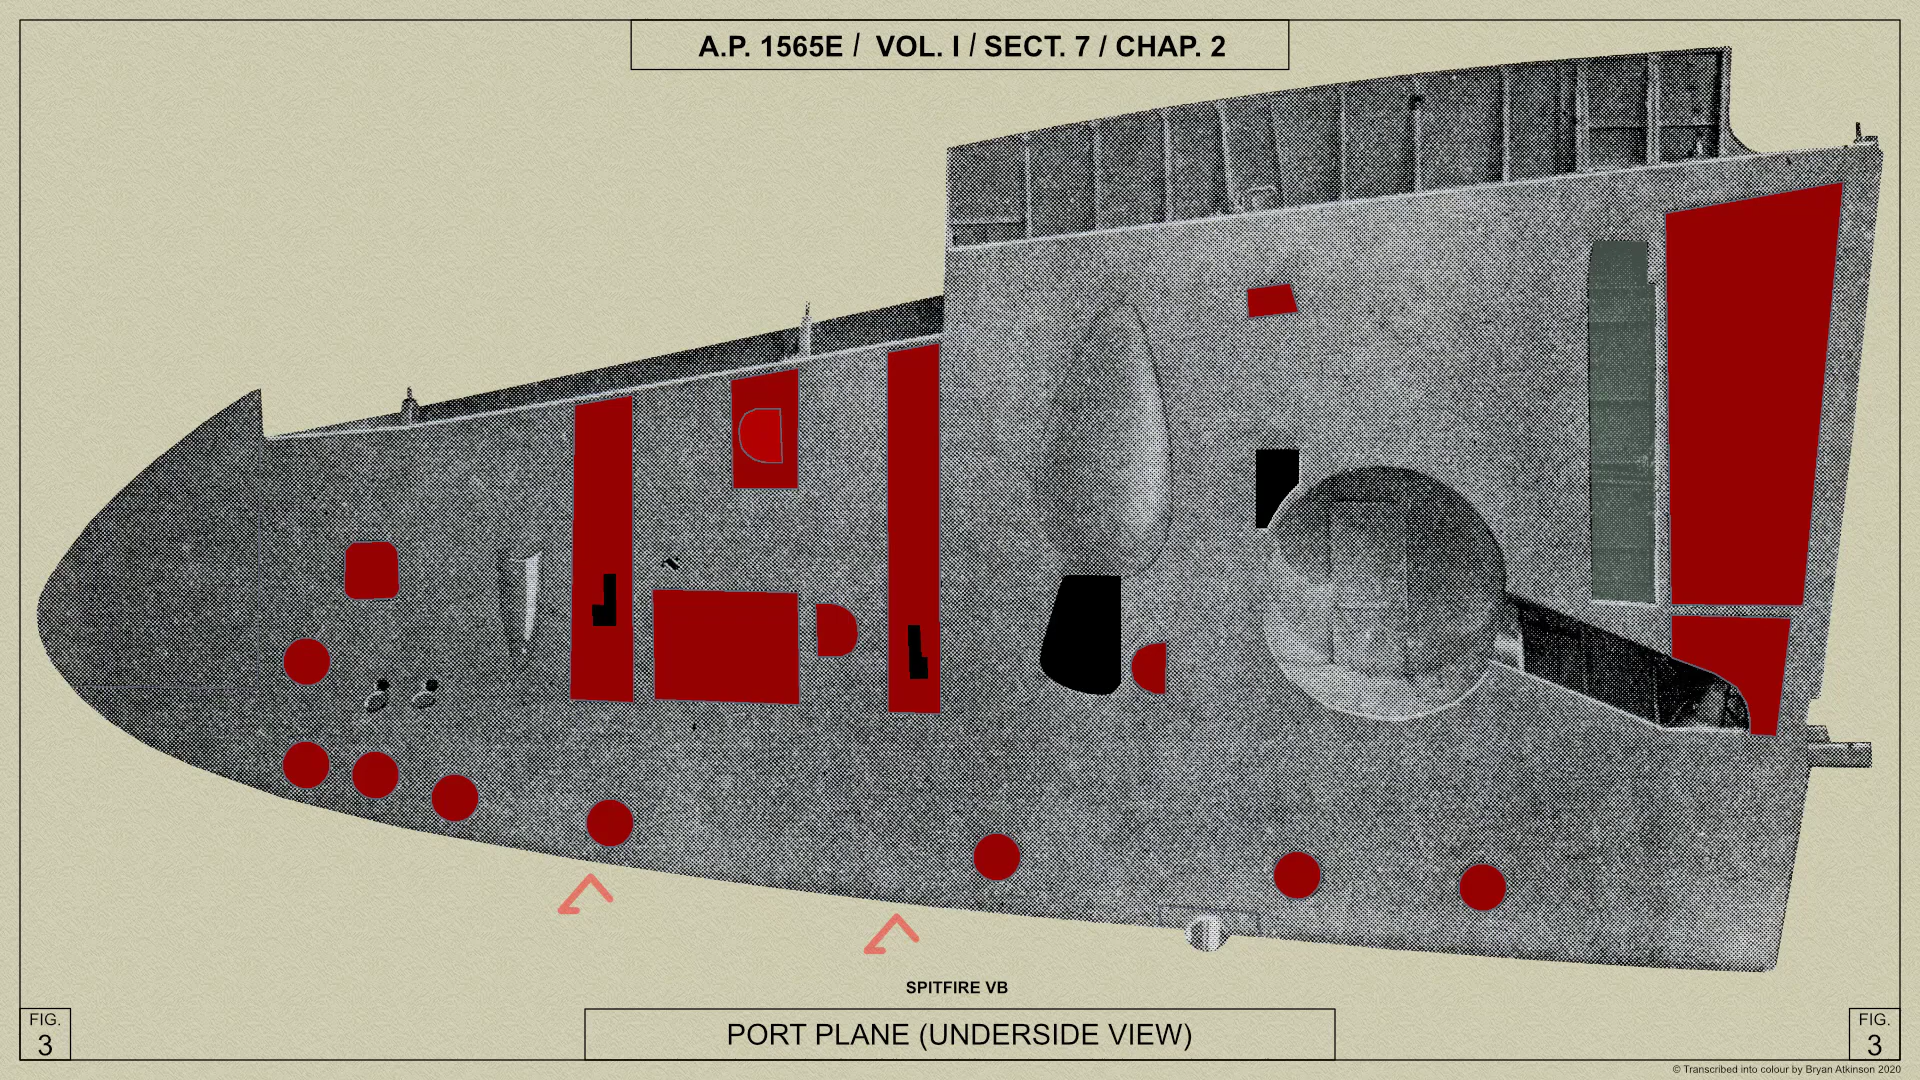 A.P. 1565E / VOL. I / SECT. 7 / CHAP. 2
SPITFIRE VB
PORT PLANE (UNDERSIDE VIEW)
FIG.
3
FIG.
3
© Transcribed into colour by Bryan Atkinson 2020